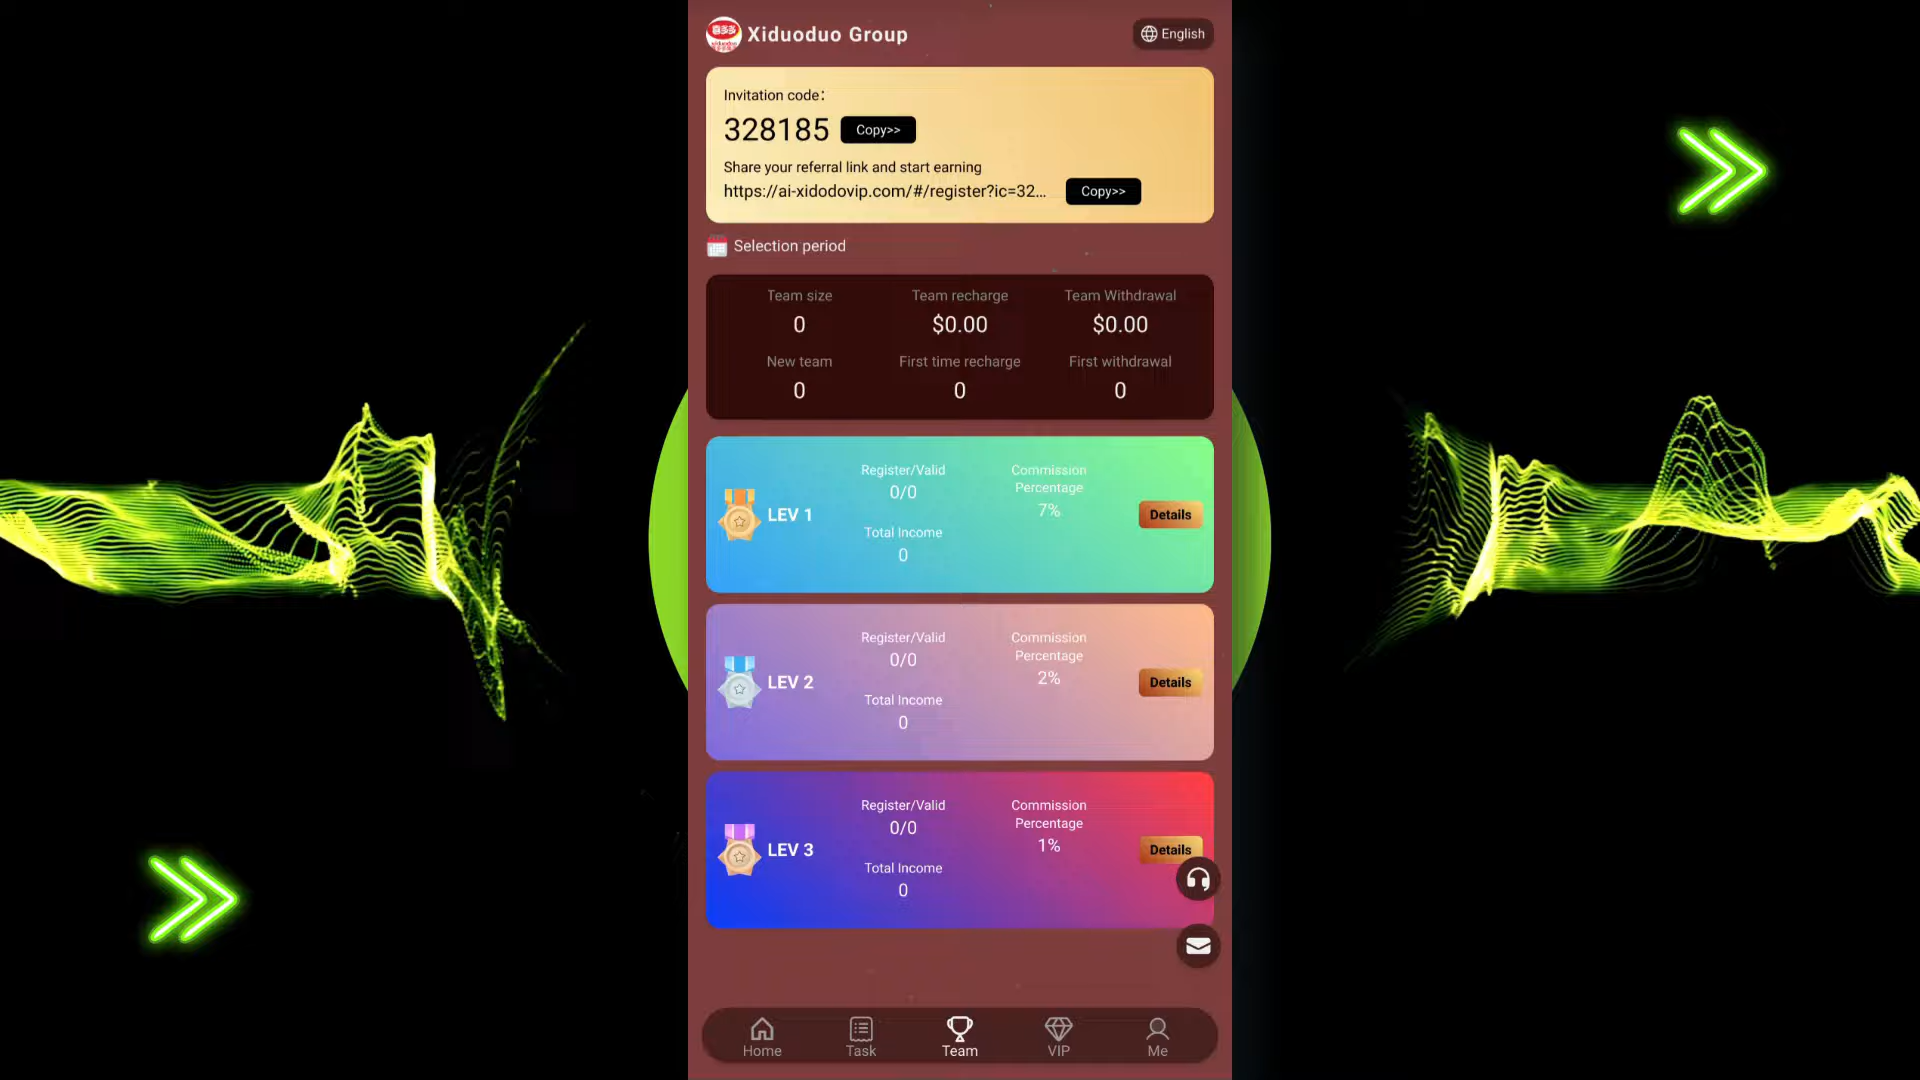 喜多多
xiduoduo
Xiduoduo Group
English
Invitation code：
328185
Copy>>
Share your referral link and start earning
https://ai-xidodovip.com/#/register?ic=32...
Copy>>
Selection period
Team size
Team recharge
Team Withdrawal
0
$0.00
$0.00
New team
First time recharge
First withdrawal
0
0
0
LEV 1
Register/Valid
0/0
Total Income
0
Commission
Percentage
7%
Details
LEV 2
Register/Valid
0/0
Total Income
0
Commission
Percentage
2%
Details
LEV 3
Register/Valid
0/0
Total Income
0
Commission
Percentage
1%
Details
Home
Task
Team
VIP
Me